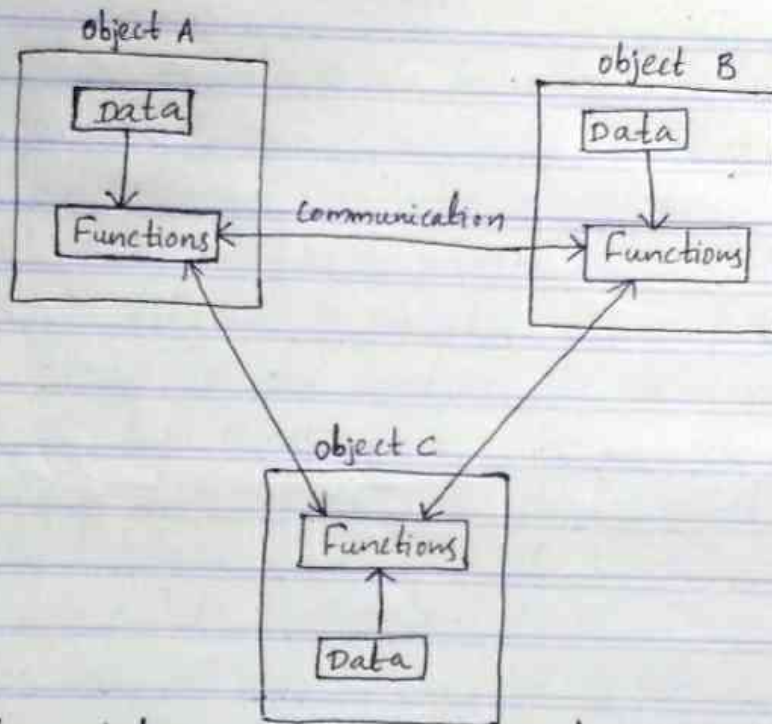 object A
object B
Data
Data
Functions
Communication
Functions
object C
Functions
Data